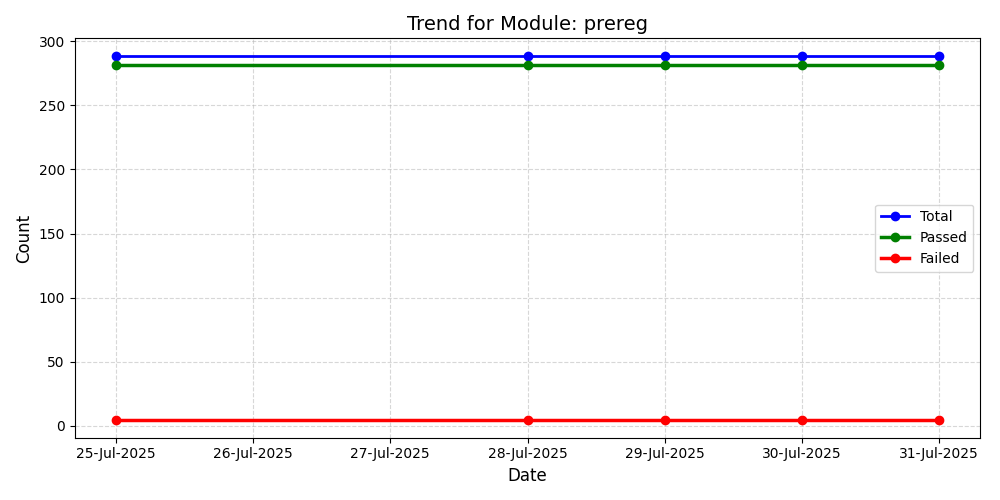 Trend for Module: prereg
300
250
200
150
100
50
0
Count
Total
Passed
Failed
25-Jul-2025
26-Jul-2025
27-Jul-2025
28-Jul-2025
29-Jul-2025
30-Jul-2025
31-Jul-2025
Date